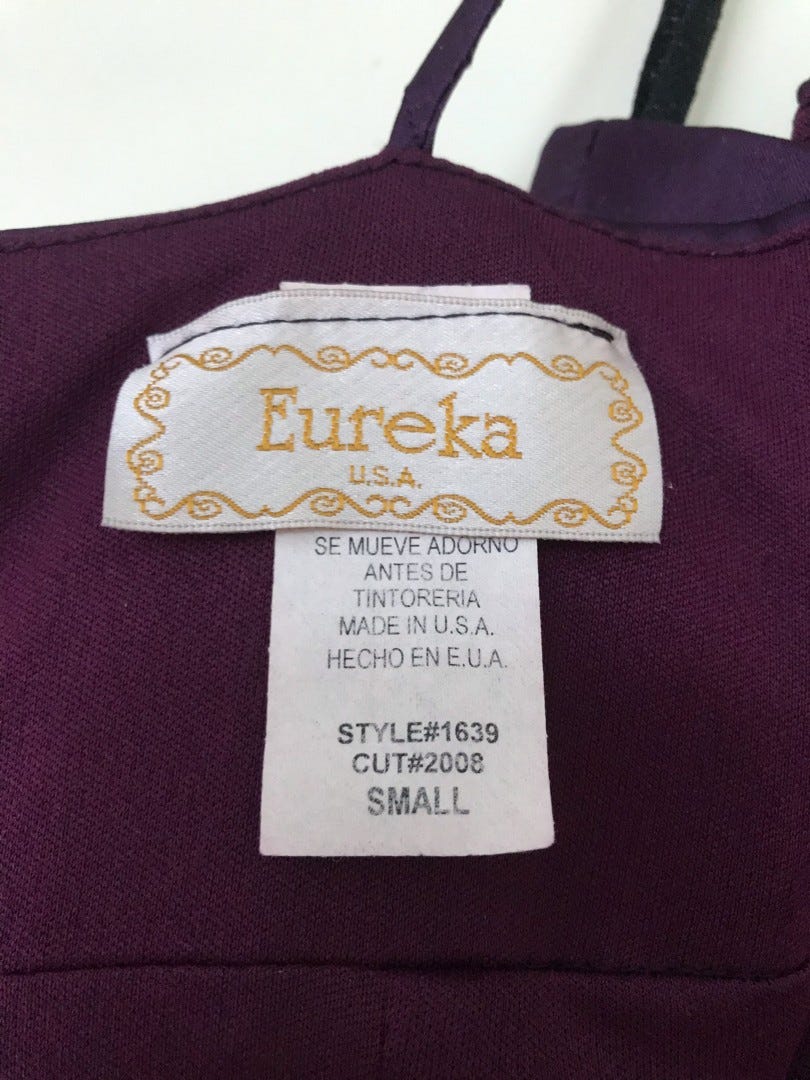 Eureka
U.S.A.
SE MUEVE ADORNO
ANTES DE
TINTORERIA
MADE IN U.S.A.
HECHO EN E.U.A.
STYLE#1639
CUT#2008
SMALL